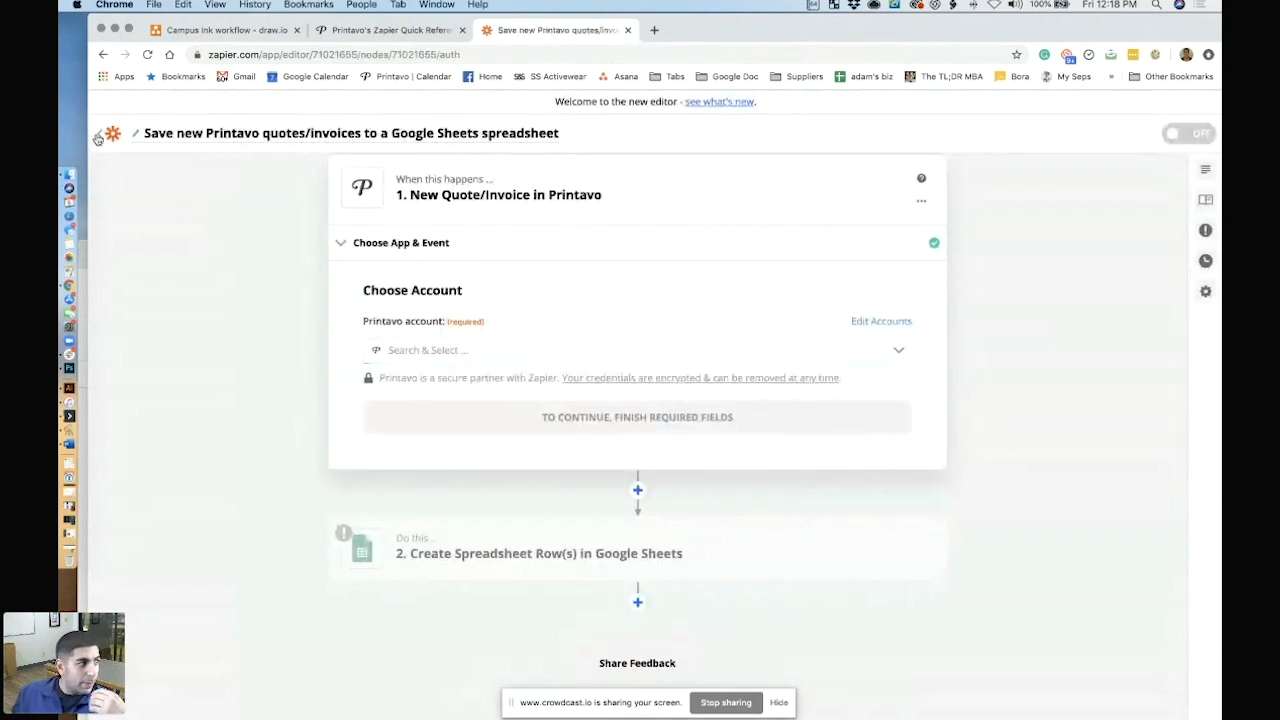 Chrome File Edit View History Bookmarks People Tab Window Help 100% Fri 12:18 PM
Campus Ink workflow - draw.io × Printavo's Zapier Quick Refere × Save new Printavo quotes/invo × +
zapier.com/app/editor/71021655/nodes/71021655/auth
Apps Bookmarks Gmail Google Calendar Printavo | Calendar Home SS Activewear Asana Tabs Google Doc Suppliers adam's biz The TL;DR MBA Bora My Seps » Other Bookmarks
Welcome to the new editor - see what's new.
Save new Printavo quotes/invoices to a Google Sheets spreadsheet OFF
When this happens ...
1. New Quote/Invoice in Printavo
Choose App & Event
Choose Account
Printavo account: (required) Edit Accounts
Search & Select ...
Printavo is a secure partner with Zapier. Your credentials are encrypted & can be removed at any time.
TO CONTINUE, FINISH REQUIRED FIELDS
Do this ...
2. Create Spreadsheet Row(s) in Google Sheets
Share Feedback
www.crowdcast.io is sharing your screen. Stop sharing Hide